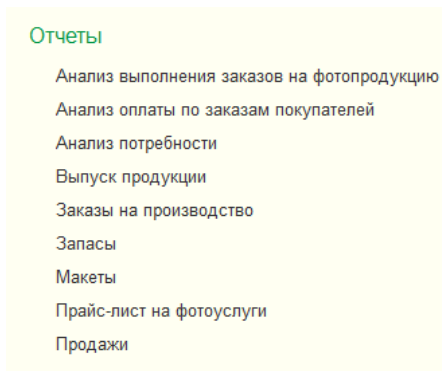 Отчеты
Анализ выполнения заказов на фотопродукцию
Анализ оплаты по заказам покупателей
Анализ потребности
Выпуск продукции
Заказы на производство
Запасы
Макеты
Прайс-лист на фотоуслуги
Продажи